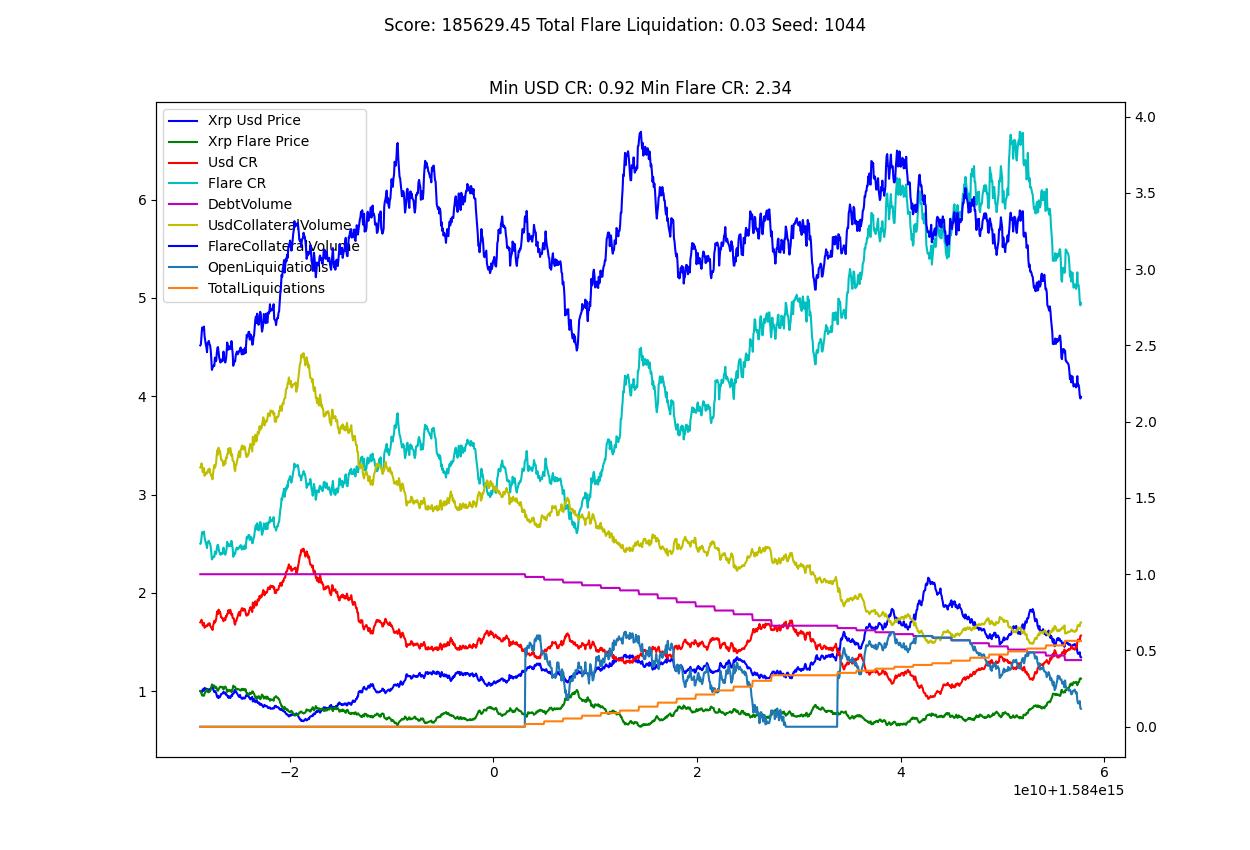 Score: 185629.45 Total Flare Liquidation: 0.03 Seed: 1044
Min USD CR: 0.92 Min Flare CR: 2.34
Xrp Usd Price
Xrp Flare Price
Usd CR
Flare CR
DebtVolume
UsdCollateralVolume
FlareCollateralVolume
OpenLiquidations
TotalLiquidations
6
5
4
3
2
1
4.0
3.5
3.0
2.5
2.0
1.5
1.0
0.5
0.0
−2
0
2
4
6
1e10+1.584e15